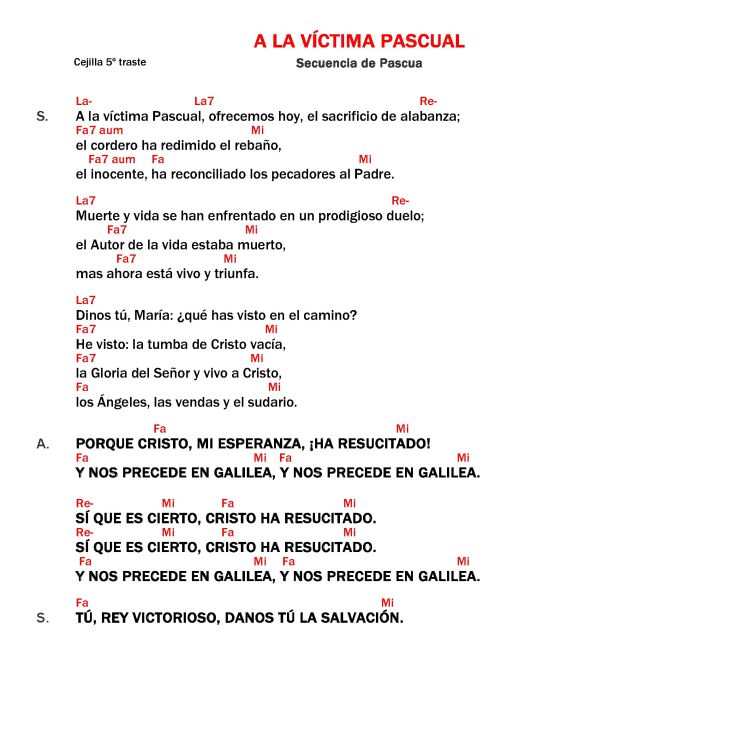 A LA VÍCTIMA PASCUAL
Cejilla 5º traste
Secuencia de Pascua
La- La7 Re-
S. A la víctima Pascual, ofrecemos hoy, el sacrificio de alabanza;
Fa7 aum Mi
el cordero ha redimido el rebaño,
Fa7 aum Fa Mi
el inocente, ha reconciliado los pecadores al Padre.
La7 Re-
Muerte y vida se han enfrentado en un prodigioso duelo;
Fa7 Mi
el Autor de la vida estaba muerto,
Fa7 Mi
mas ahora está vivo y triunfa.
La7
Dinos tú, María: ¿qué has visto en el camino?
Fa7 Mi
He visto: la tumba de Cristo vacía,
Fa7 Mi
la Gloria del Señor y vivo a Cristo,
Fa Mi
los Ángeles, las vendas y el sudario.
Fa Mi
A. PORQUE CRISTO, MI ESPERANZA, ¡HA RESUCITADO!
Fa Mi Fa Mi
Y NOS PRECEDE EN GALILEA, Y NOS PRECEDE EN GALILEA.
Re- Mi Fa Mi
SÍ QUE ES CIERTO, CRISTO HA RESUCITADO.
Re- Mi Fa Mi
SÍ QUE ES CIERTO, CRISTO HA RESUCITADO.
Fa Mi Fa Mi
Y NOS PRECEDE EN GALILEA, Y NOS PRECEDE EN GALILEA.
Fa Mi
S. TÚ, REY VICTORIOSO, DANOS TÚ LA SALVACIÓN.